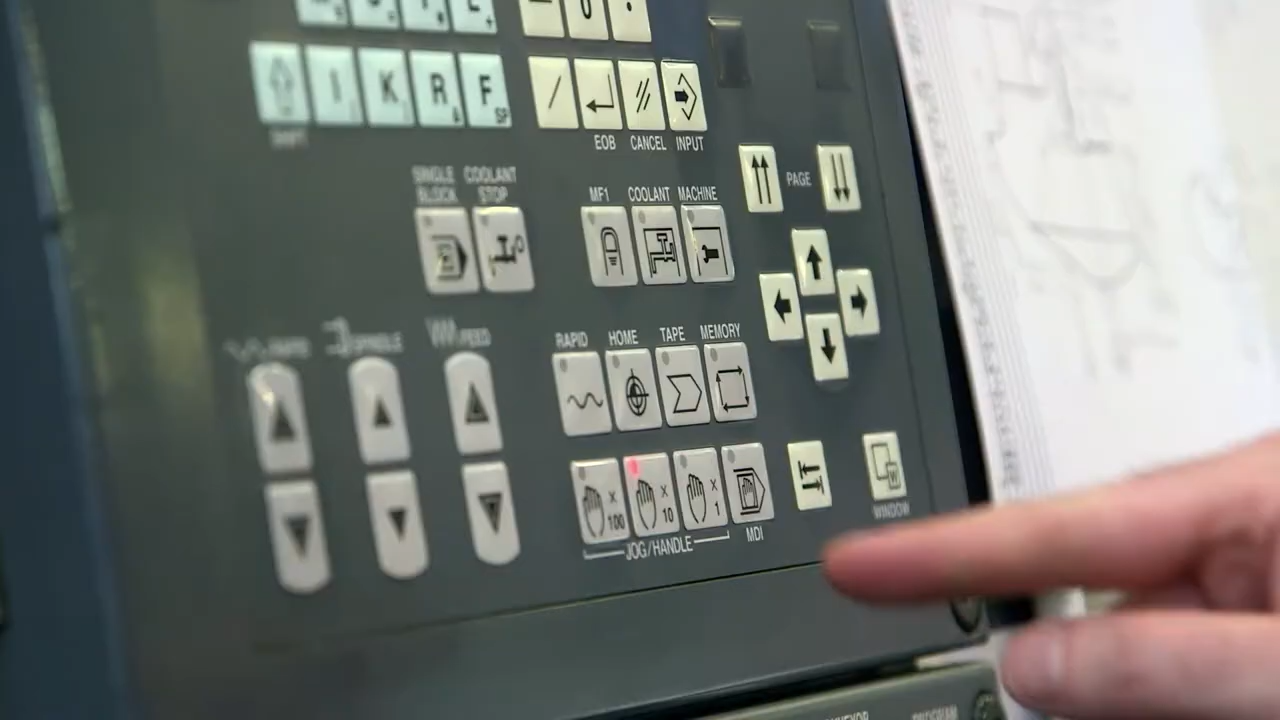 I K R F SP
/ //
SHIFT EOB CANCEL INPUT
SINGLE BLOCK COOLANT STOP MF1 COOLANT MACHINE
PAGE
SPINDLE FEED RAPID HOME TAPE MEMORY
X 100 X 10 X 1
JOG/HANDLE MDI
W
WINDOW